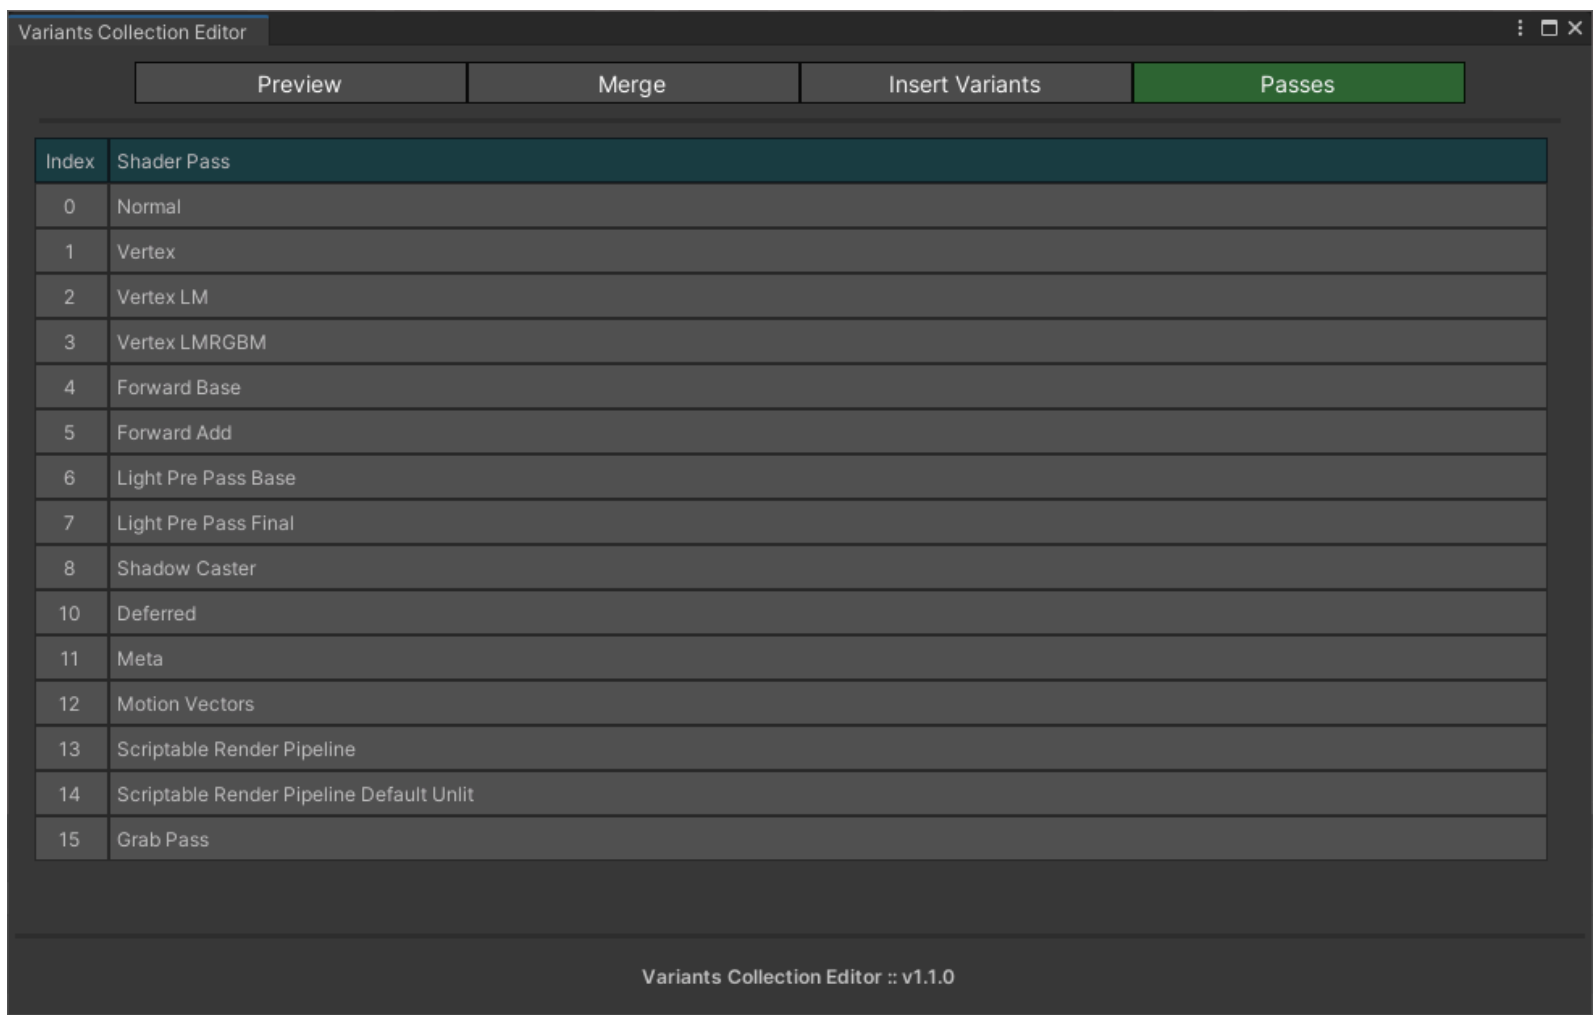 Variants Collection Editor
Preview Merge Insert Variants Passes
Index Shader Pass
0 Normal
1 Vertex
2 Vertex LM
3 Vertex LMRGBM
4 Forward Base
5 Forward Add
6 Light Pre Pass Base
7 Light Pre Pass Final
8 Shadow Caster
10 Deferred
11 Meta
12 Motion Vectors
13 Scriptable Render Pipeline
14 Scriptable Render Pipeline Default Unlit
15 Grab Pass
Variants Collection Editor :: v1.1.0